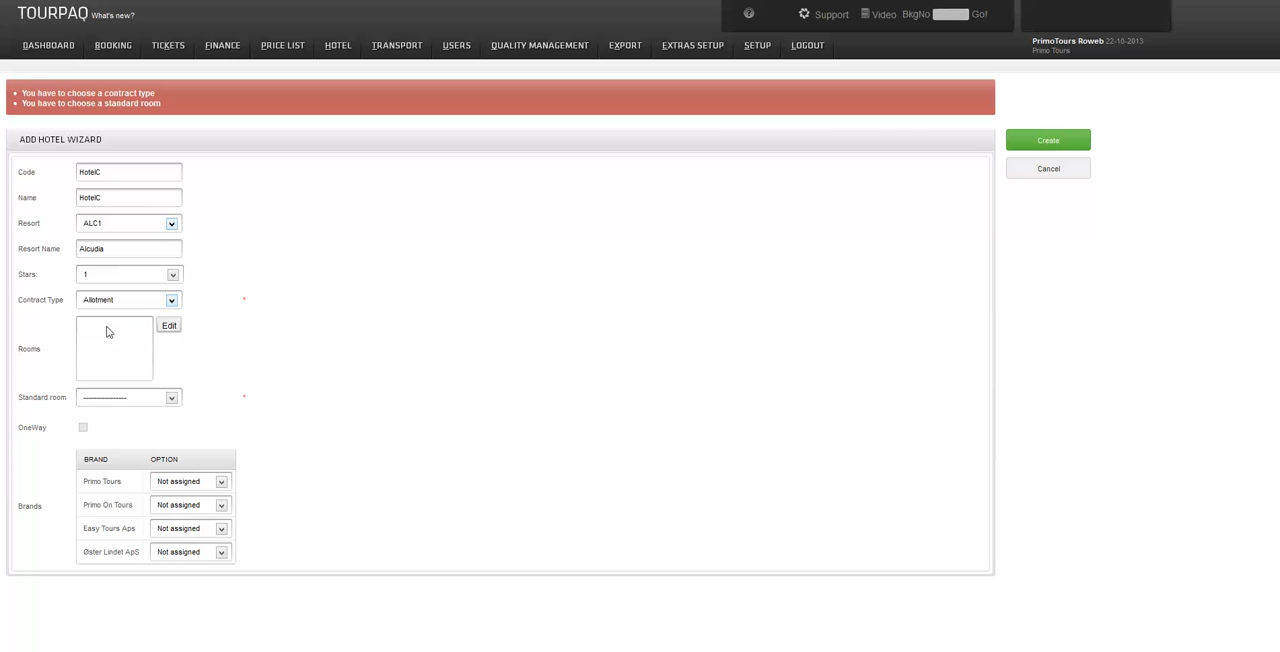 TOURPAQ What's new?
Support Video BkgNo Go!
DASHBOARD BOOKING TICKETS FINANCE PRICE LIST HOTEL TRANSPORT USERS QUALITY MANAGEMENT EXPORT EXTRAS SETUP SETUP LOGOUT
PrimoTours Roweb 22-10-2013
Primo Tours
You have to choose a contract type
You have to choose a standard room
ADD HOTEL WIZARD
Create
Cancel
Code HotelC
Name HotelC
Resort ALC1
Resort Name Alcudia
Stars: 1
Contract Type Allotment *
Rooms Edit
Standard room ---------------- *
OneWay
Brands
BRAND OPTION
Primo Tours Not assigned
Primo On Tours Not assigned
Easy Tours Aps Not assigned
Øster Lindet ApS Not assigned